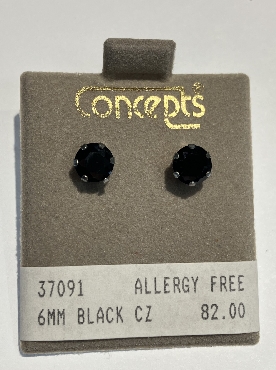 Concepts®
37091 ALLERGY FREE
6MM BLACK CZ 82.00